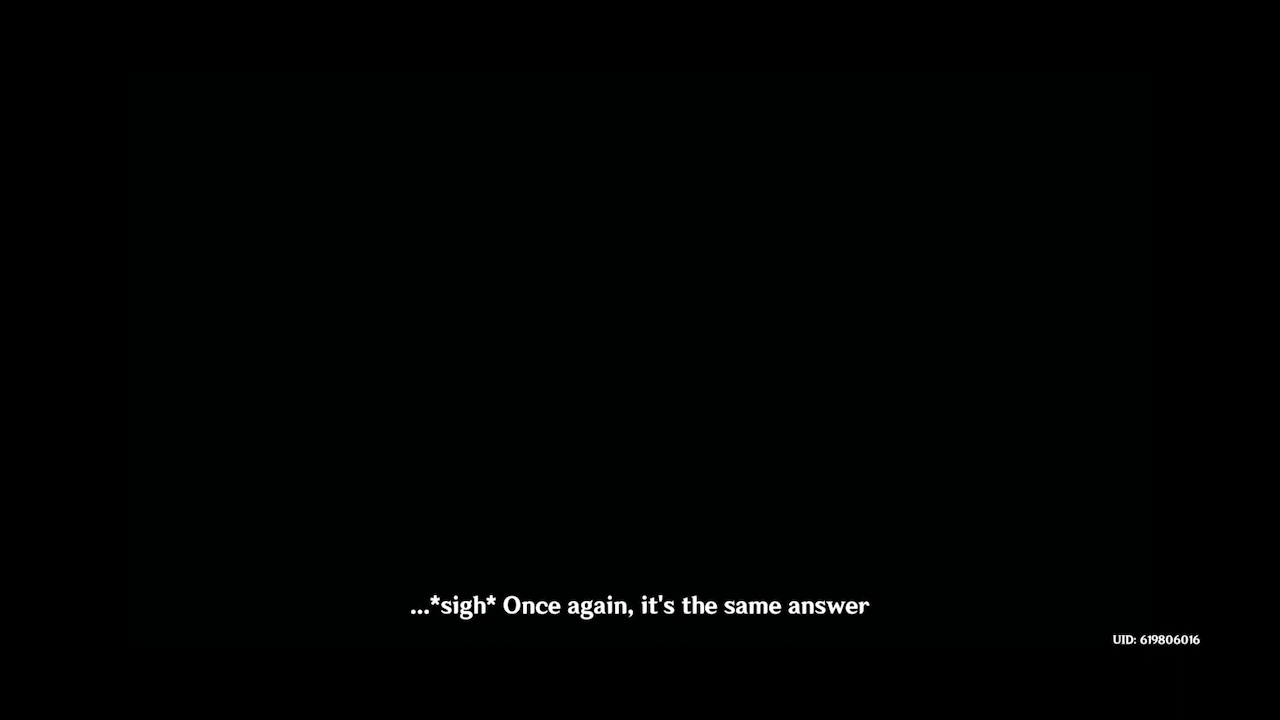 ...*sigh* Once again, it's the same answer
UID: 619806016